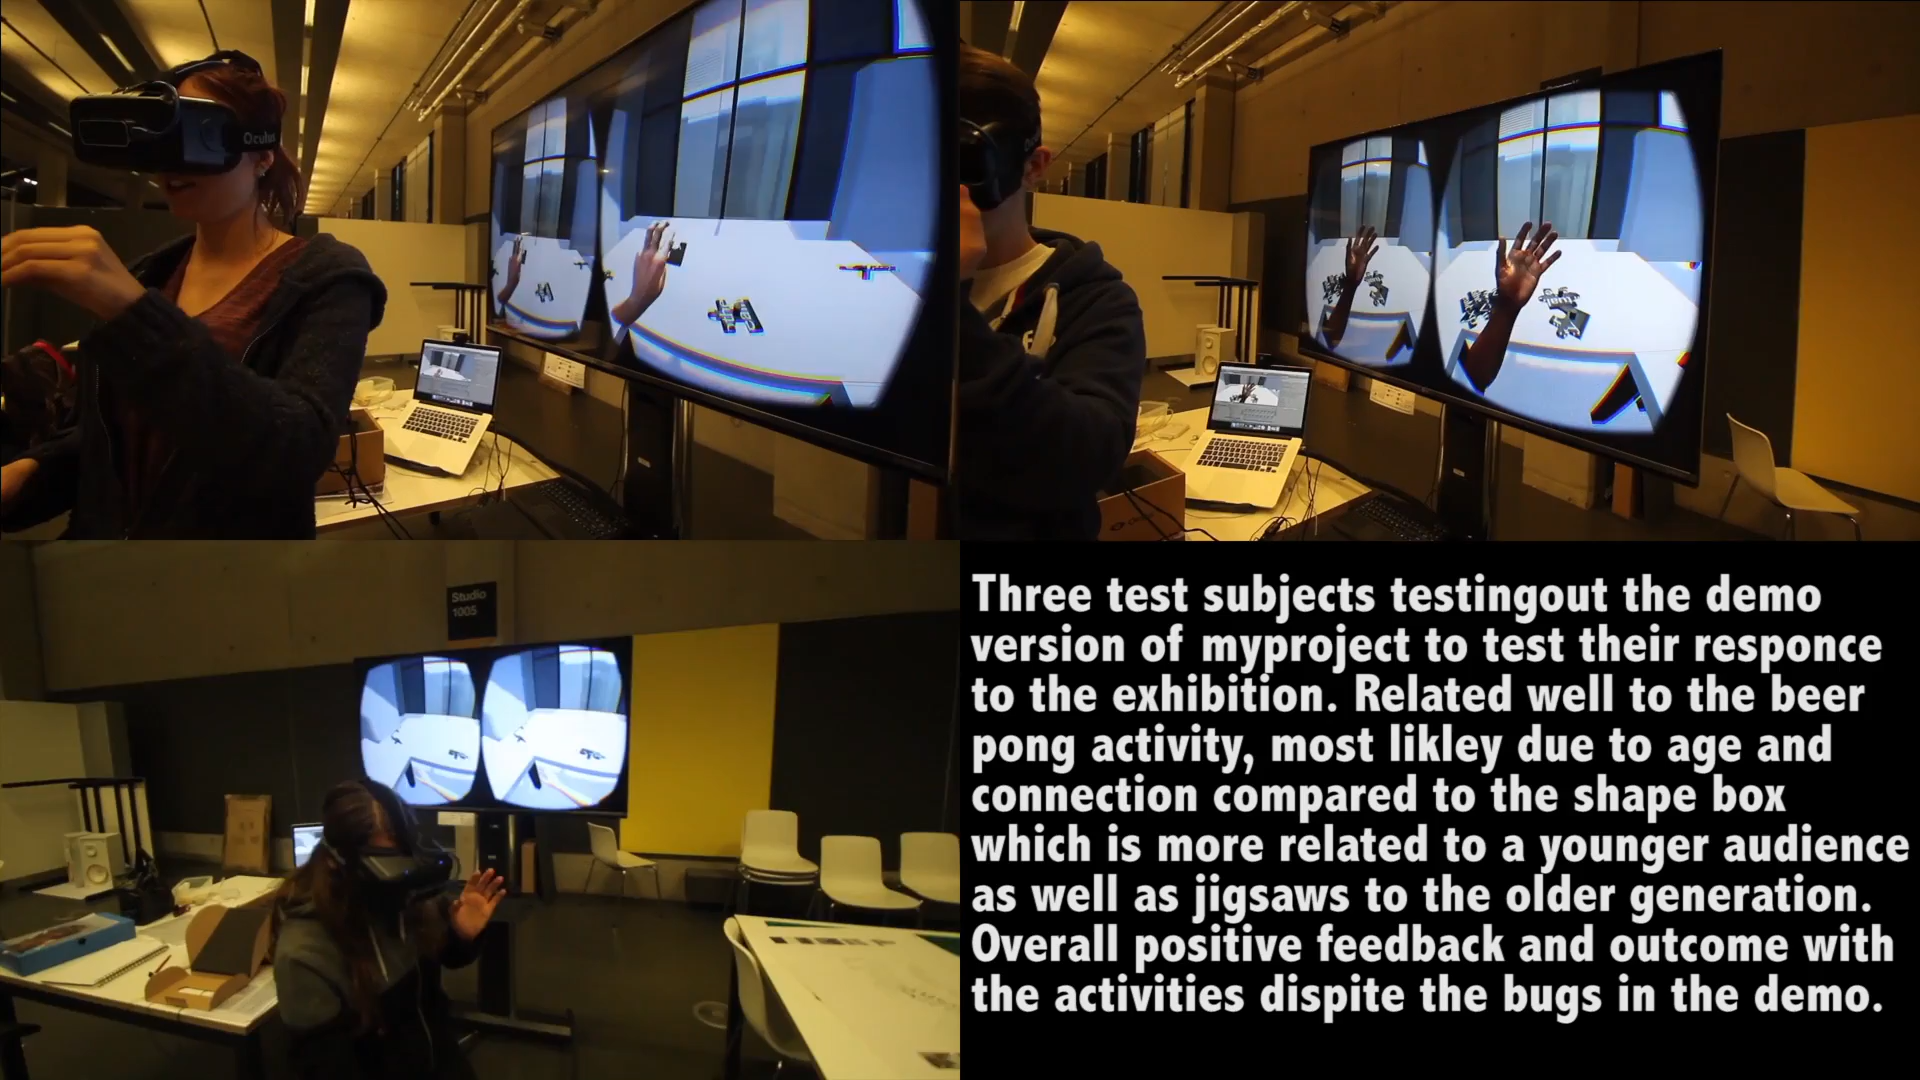 Oculus
Studio
1005
Three test subjects testingout the demo
version of myproject to test their responce
to the exhibition. Related well to the beer
pong activity, most likley due to age and
connection compared to the shape box
which is more related to a younger audience
as well as jigsaws to the older generation.
Overall positive feedback and outcome with
the activities dispite the bugs in the demo.